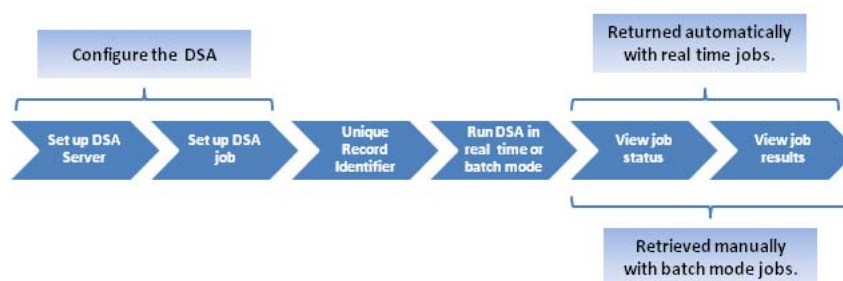 Configure the DSA
Returned automatically
with real time jobs.
Set up DSA
Server
Set up DSA
job
Unique
Record
Identifier
Run DSA in
real time or
batch mode
View job
status
View job
results
Retrieved manually
with batch mode jobs.